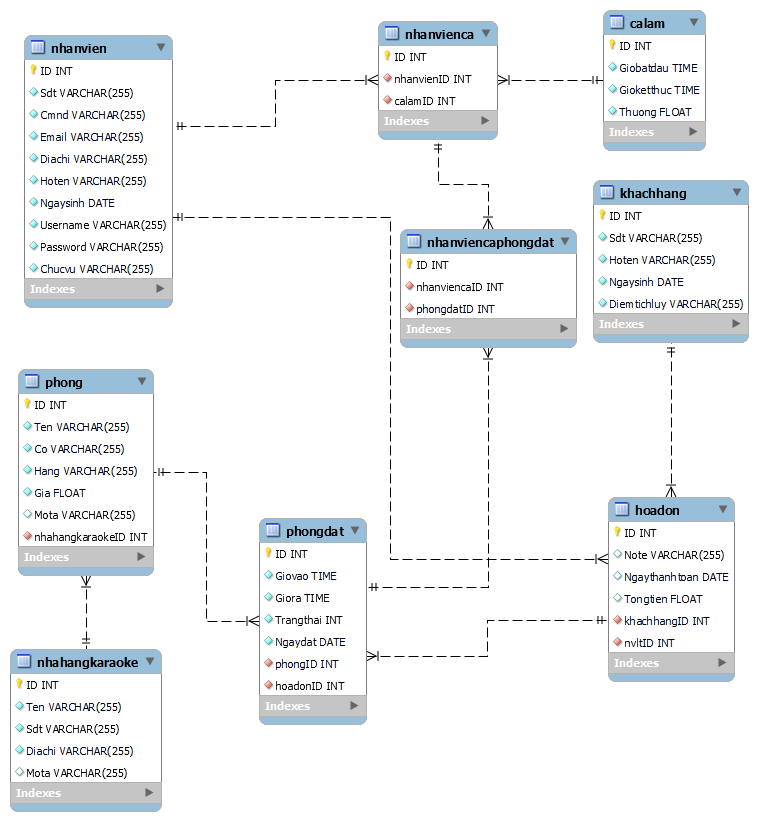 nhanvien
ID INT
Sdt VARCHAR(255)
Cmnd VARCHAR(255)
Email VARCHAR(255)
Diachi VARCHAR(255)
Hoten VARCHAR(255)
Ngaysinh DATE
Username VARCHAR(255)
Password VARCHAR(255)
Chucvu VARCHAR(255)
Indexes
nhanvienca
ID INT
nhanvienID INT
calamID INT
Indexes
calam
ID INT
Giobatdau TIME
Gioketthuc TIME
Thuong FLOAT
Indexes
khachhang
ID INT
Sdt VARCHAR(255)
Hoten VARCHAR(255)
Ngaysinh DATE
Diemtichluy VARCHAR(255)
Indexes
nhanviencaphongdat
ID INT
nhanviencaID INT
phongdatID INT
Indexes
phong
ID INT
Ten VARCHAR(255)
Co VARCHAR(255)
Hang VARCHAR(255)
Gia FLOAT
Mota VARCHAR(255)
nhahangkaraokeID INT
Indexes
phongdat
ID INT
Giovao TIME
Giora TIME
Trangthai INT
Ngaydat DATE
phongID INT
hoadonID INT
Indexes
hoadon
ID INT
Note VARCHAR(255)
Ngaythanhtoan DATE
Tongtien FLOAT
khachhangID INT
nvltID INT
Indexes
nhahangkaraoke
ID INT
Ten VARCHAR(255)
Sdt VARCHAR(255)
Diachi VARCHAR(255)
Mota VARCHAR(255)
Indexes